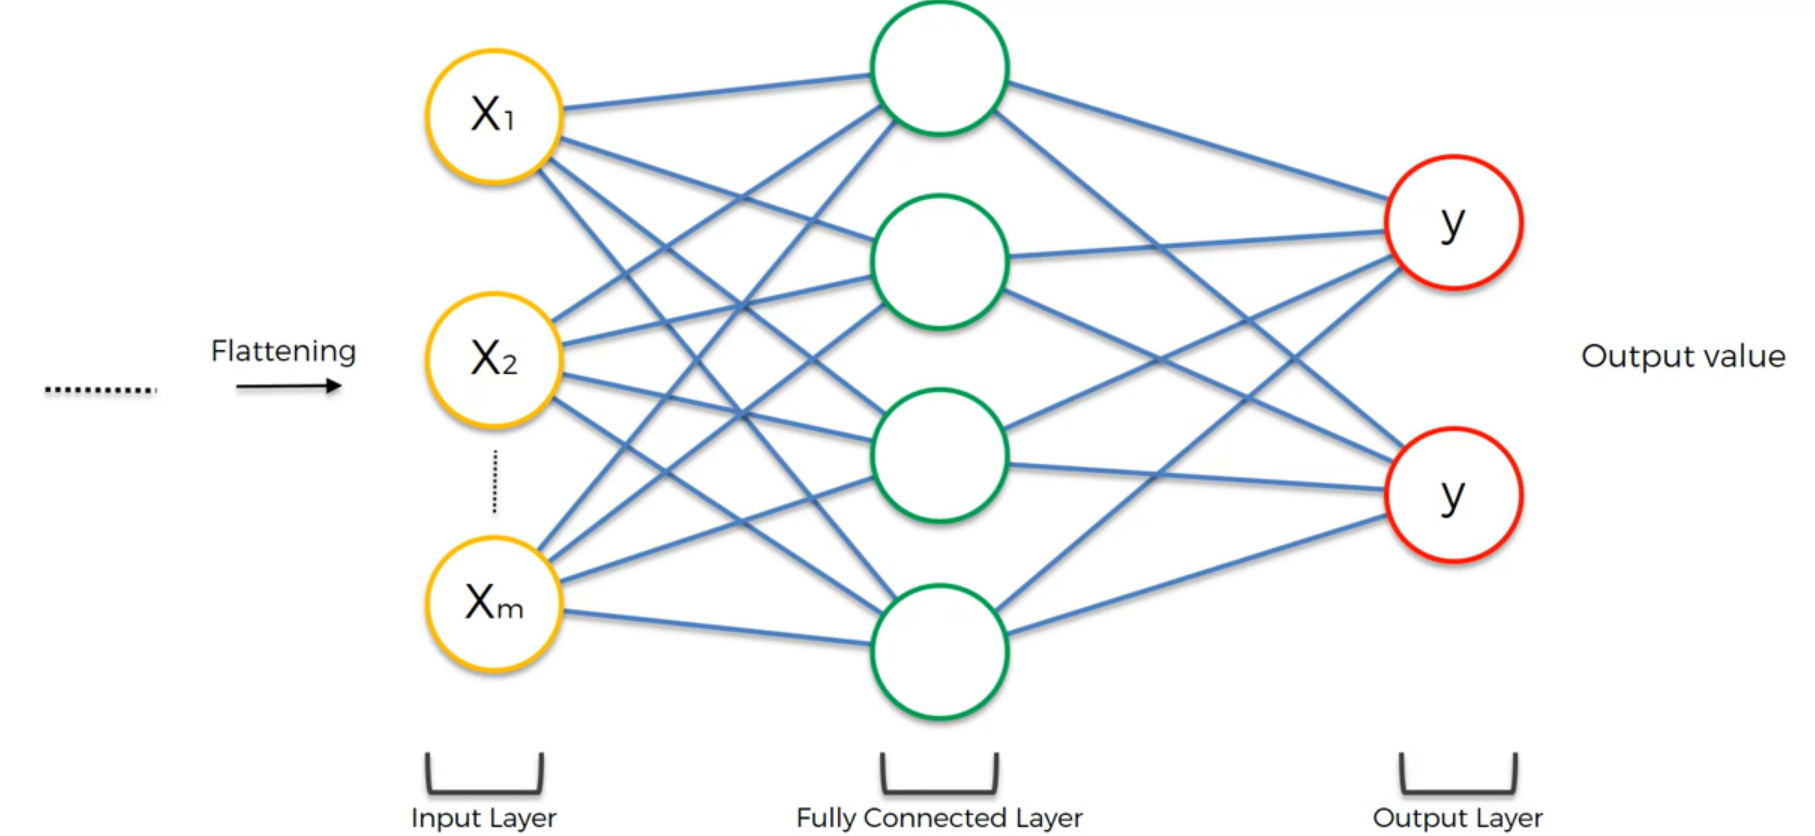 X1
Flattening
X2
Xm
y
y
Output value
Input Layer
Fully Connected Layer
Output Layer